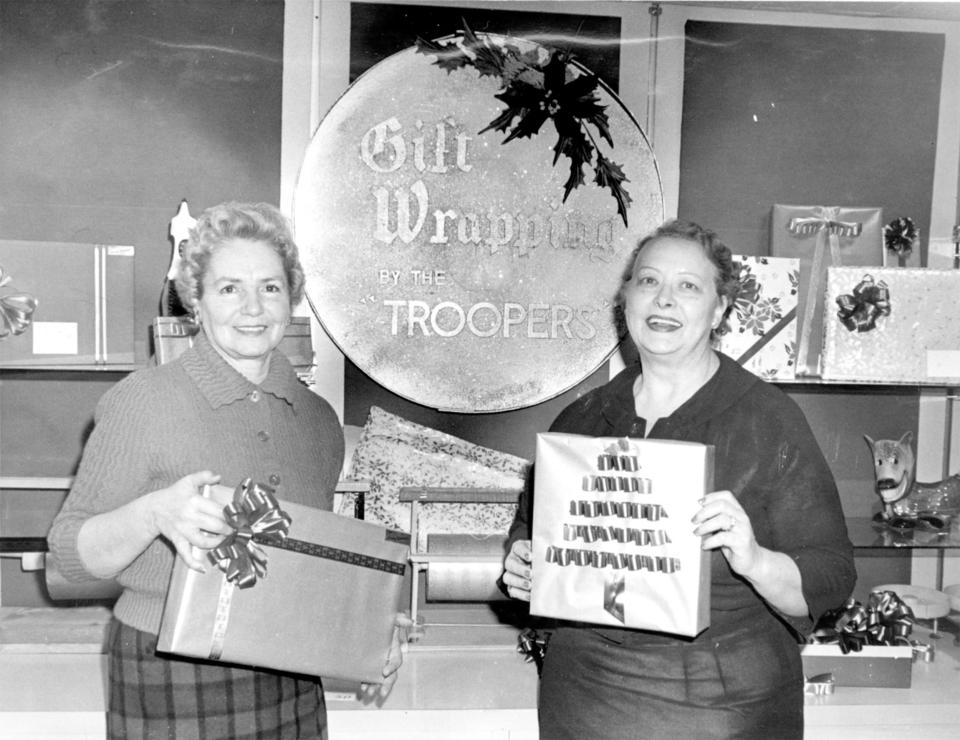 Gift
Wrapping
BY THE
"TROOPERS"